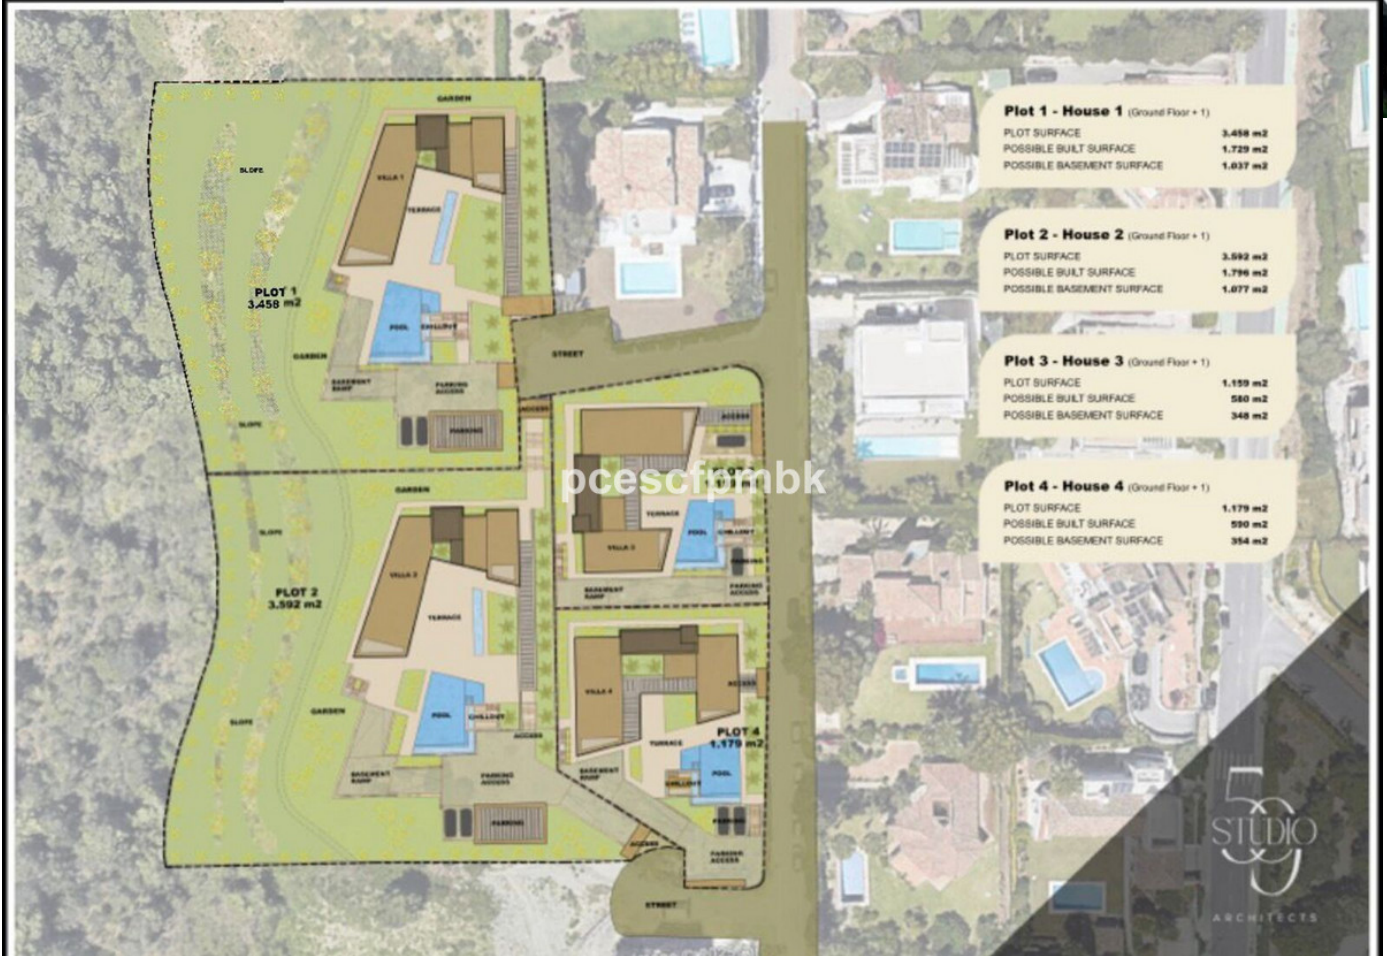 GARDEN
SLOPE
VILLA 1
TERRACE
PLOT 1
3.458 m2
POOL
CHILLOUT
GARDEN
BASEMENT
RAMP
PARKING
ACCESS
STREET
ACCESS
PARKING
SLOPE
GARDEN
ACCESS
pcescfpmbk
TERRACE
POOL
CHILLOUT
VILLA 3
PARKING
BASEMENT
RAMP
PARKING
ACCESS
SLOPE
VILLA 2
PLOT 2
3.592 m2
TERRACE
GARDEN
SLOPE
POOL
CHILLOUT
ACCESS
BASEMENT
RAMP
PARKING
ACCESS
PARKING
ACCESS
VILLA 4
ACCESS
PLOT 4
1.179 m2
TERRACE
BASEMENT
RAMP
POOL
CHILLOUT
PARKING
PARKING
ACCESS
STREET
Plot 1 - House 1 (Ground Floor + 1)
PLOT SURFACE 3.458 m2
POSSIBLE BUILT SURFACE 1.729 m2
POSSIBLE BASEMENT SURFACE 1.037 m2
Plot 2 - House 2 (Ground Floor + 1)
PLOT SURFACE 3.592 m2
POSSIBLE BUILT SURFACE 1.796 m2
POSSIBLE BASEMENT SURFACE 1.077 m2
Plot 3 - House 3 (Ground Floor + 1)
PLOT SURFACE 1.159 m2
POSSIBLE BUILT SURFACE 580 m2
POSSIBLE BASEMENT SURFACE 348 m2
Plot 4 - House 4 (Ground Floor + 1)
PLOT SURFACE 1.179 m2
POSSIBLE BUILT SURFACE 590 m2
POSSIBLE BASEMENT SURFACE 354 m2
STUDIO
ARCHITECTS